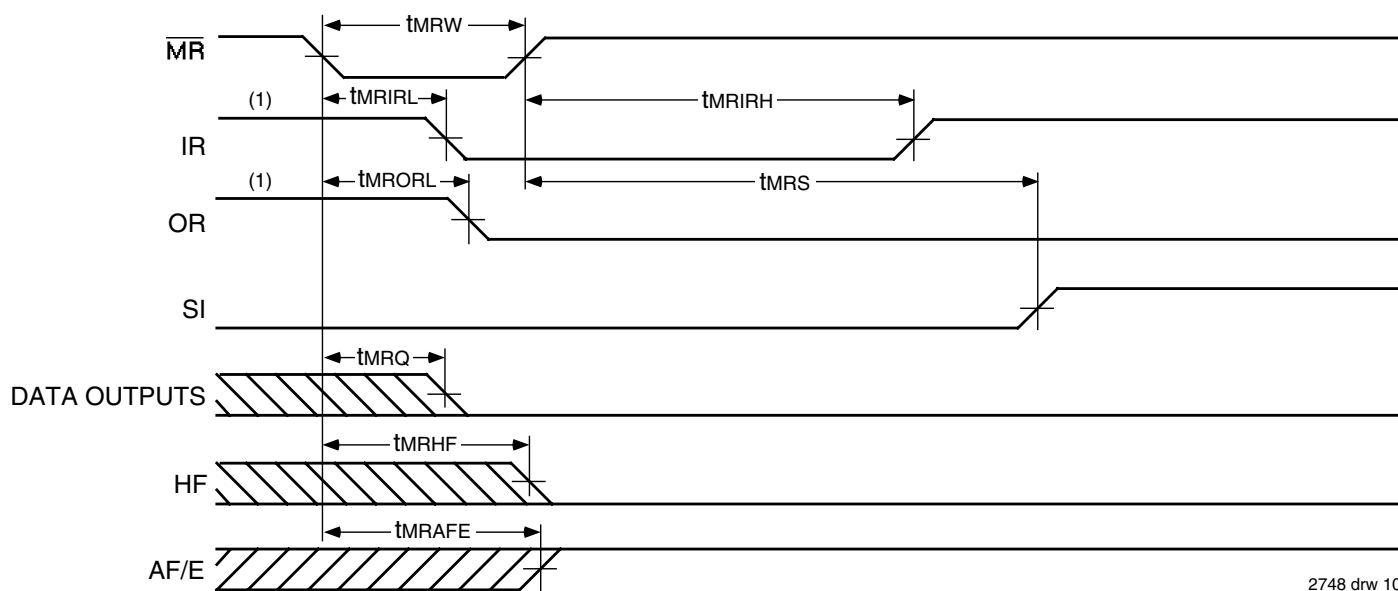 tMRW
MR
(1)
tMRIRL
tMRIRH
IR
(1)
tMRORL
tMRS
OR
SI
tMRQ
DATA OUTPUTS
tMRHF
HF
tMRAFE
AF/E
2748 drw 10